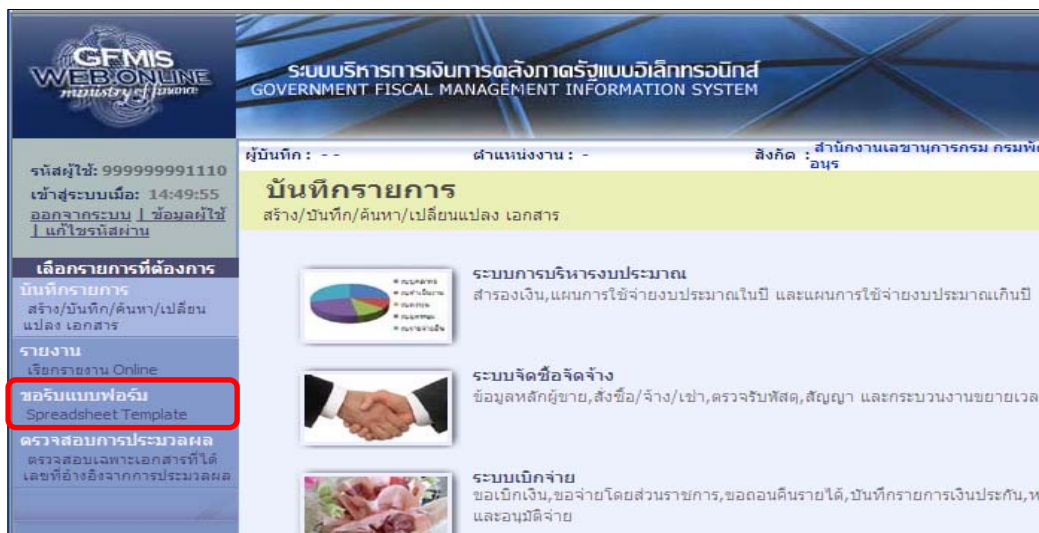 GFMIS
WEB ONLINE
ministry of finance
ระบบบริหารการเงินการคลังภาครัฐแบบอิเล็กทรอนิกส์
GOVERNMENT FISCAL MANAGEMENT INFORMATION SYSTEM
รหัสผู้ใช้: 999999991110
เข้าสู่ระบบเมื่อ: 14:49:55
ออกจากระบบ | ข้อมูลผู้ใช้
| แก้ไขรหัสผ่าน
เลือกรายการที่ต้องการ
บันทึกรายการ
สร้าง/บันทึก/ค้นหา/เปลี่ยน
แปลง เอกสาร
รายงาน
เรียกรายงาน Online
ขอรับแบบฟอร์ม
Spreadsheet Template
ตรวจสอบการประมวลผล
ตรวจสอบเฉพาะเอกสารที่ได้
เลขที่อ้างอิงจากการประมวลผล
ผู้บันทึก : - - ตำแหน่งงาน : - สังกัด : สำนักงานเลขานุการกรม
อนุร
บันทึกรายการ
สร้าง/บันทึก/ค้นหา/เปลี่ยนแปลง เอกสาร
ระบบการบริหารงบประมาณ
สำรองเงิน,แผนการใช้จ่ายงบประมาณในปี และแผนการใช้จ่ายงบประมาณเกินปี
ระบบจัดซื้อจัดจ้าง
ข้อมูลหลักผู้ขาย,สั่งซื้อ/จ้าง/เช่า,ตรวจรับพัสดุ,สัญญา และกระบวนงานขยายเวล
ระบบเบิกจ่าย
ขอเบิกเงิน,ขอจ่ายโดยส่วนราชการ,ขอถอนคืนรายได้,บันทึกรายการเงินประกัน,ห
และอนุมัติจ่าย